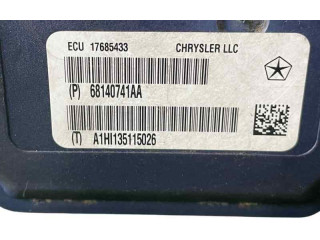 ECU 17685433 CHRYSLER LLC
(P) 68140741AA
(T) A1HI135115026